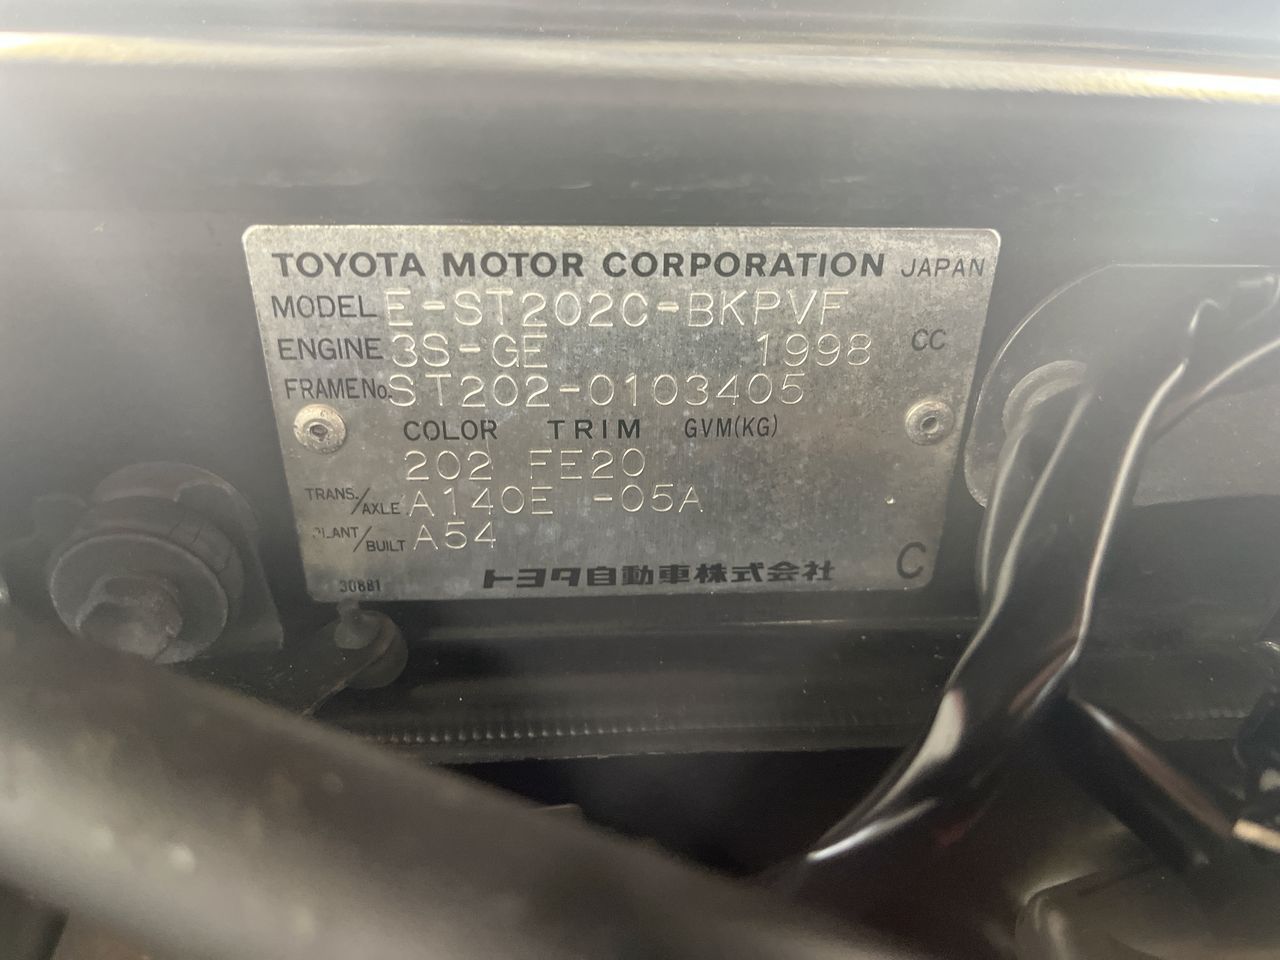 TOYOTA MOTOR CORPORATION JAPAN
MODEL E-ST202C-BKPVF
ENGINE 3S-GE 1998 CC
FRAME No. ST202-0103405
COLOR TRIM GVM(KG)
202 FE20
TRANS./AXLE A140E -05A
PLANT/BUILT A54
30881 トヨタ自動車株式会社 C